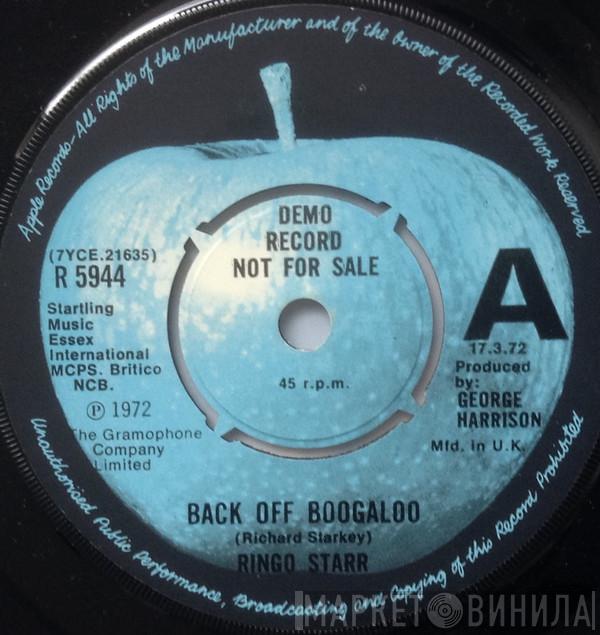 Apple Records - All Rights of the Manufacturer and of the Owner of the Recorded Work Reserved
DEMO
RECORD
NOT FOR SALE
(7YCE.21635)
R 5944
Startling
Music
Essex
International
MCPS. Britico
NCB.
℗ 1972
The Gramophone
Company
Limited
45 r.p.m.
A
17.3.72
Produced
by:
GEORGE
HARRISON
Mfd. in U.K.
BACK OFF BOOGALOO
(Richard Starkey)
RINGO STARR
Unauthorised Public Performance, Broadcasting and Copying of this Record Prohibited
МАРКЕТ ВИНИЛА